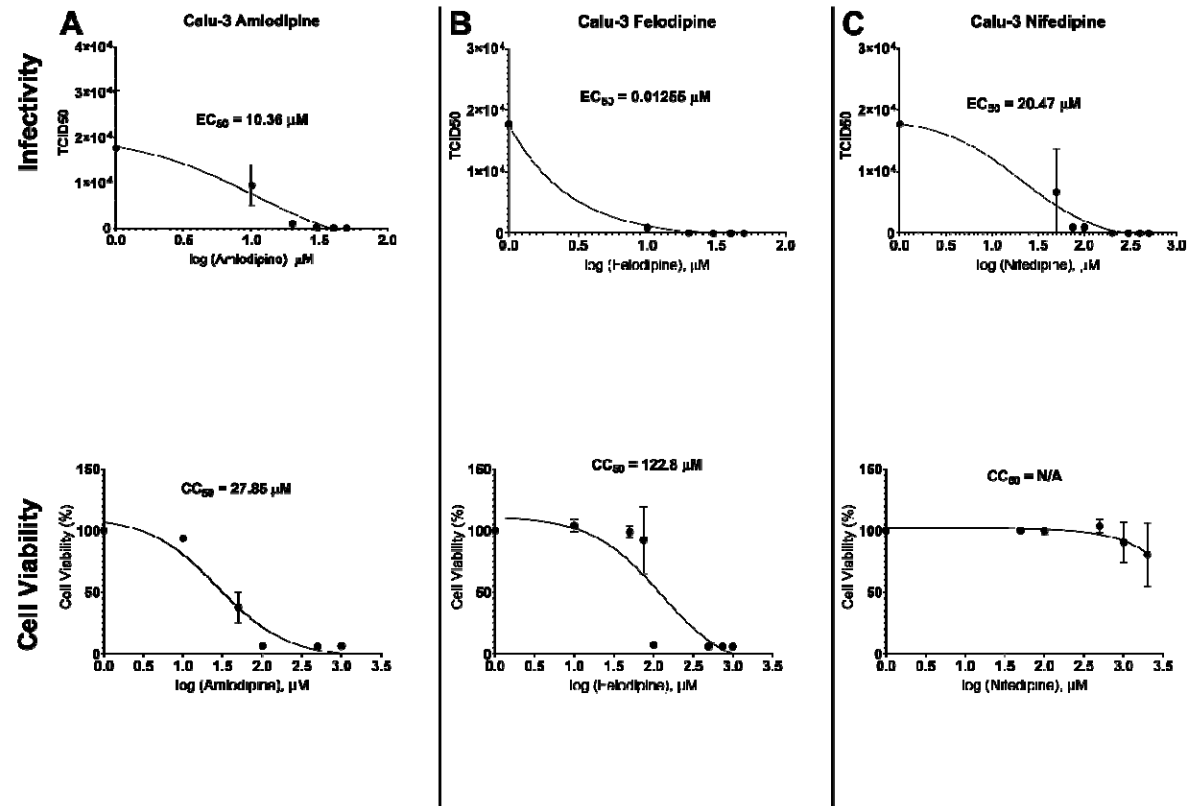 A
Calu-3 Amlodipine
Infectivity
4×10⁴
3×10⁴
2×10⁴
1×10⁴
0
TCID50
EC₅₀ = 10.36 µM
0.0 0.5 1.0 1.5 2.0
log (Amlodipine), µM
B
Calu-3 Felodipine
3×10⁴
2×10⁴
1×10⁴
0
TCID50
EC₅₀ = 0.01255 µM
0.0 0.5 1.0 1.5 2.0
log (Felodipine), µM
C
Calu-3 Nifedipine
3×10⁴
2×10⁴
1×10⁴
0
TCID50
EC₅₀ = 20.47 µM
0.0 0.5 1.0 1.5 2.0 2.5 3.0
log (Nifedipine), µM
Cell Viability
150
100
50
0
Cell Viability (%)
CC₅₀ = 27.85 µM
0.0 0.5 1.0 1.5 2.0 2.5 3.0 3.5
log (Amlodipine), µM
150
100
50
0
Cell Viability (%)
CC₅₀ = 122.8 µM
0.0 0.5 1.0 1.5 2.0 2.5 3.0 3.5
log (Felodipine), µM
150
100
50
0
Cell Viability (%)
CC₅₀ = N/A
0.0 0.5 1.0 1.5 2.0 2.5 3.0 3.5
log (Nifedipine), µM